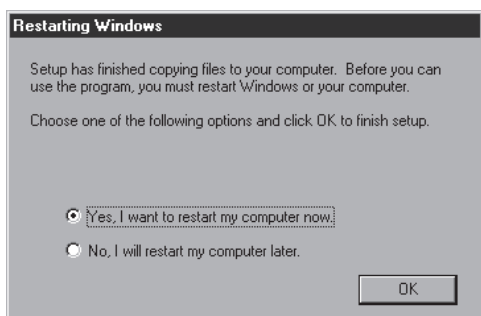 Restarting Windows
Setup has finished copying files to your computer. Before you can
use the program, you must restart Windows or your computer.
Choose one of the following options and click OK to finish setup.
Yes, I want to restart my computer now.
No, I will restart my computer later.
OK